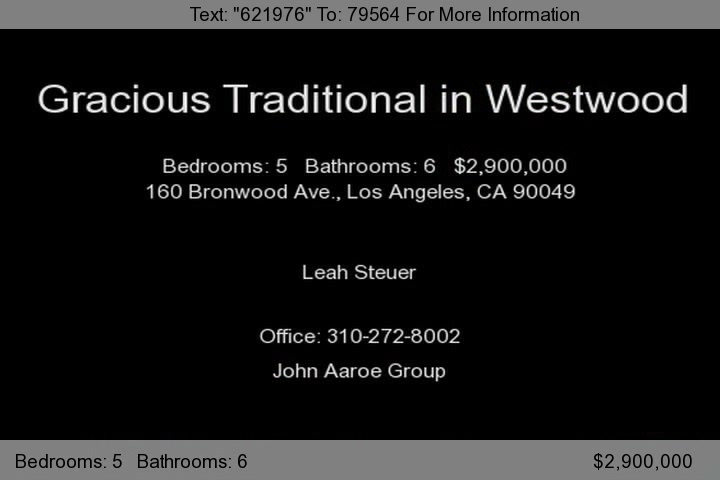 Text: "621976" To: 79564 For More Information
Gracious Traditional in Westwood
Bedrooms: 5 Bathrooms: 6 $2,900,000
160 Bronwood Ave., Los Angeles, CA 90049
Leah Steuer
Office: 310-272-8002
John Aaroe Group
Bedrooms: 5 Bathrooms: 6 $2,900,000